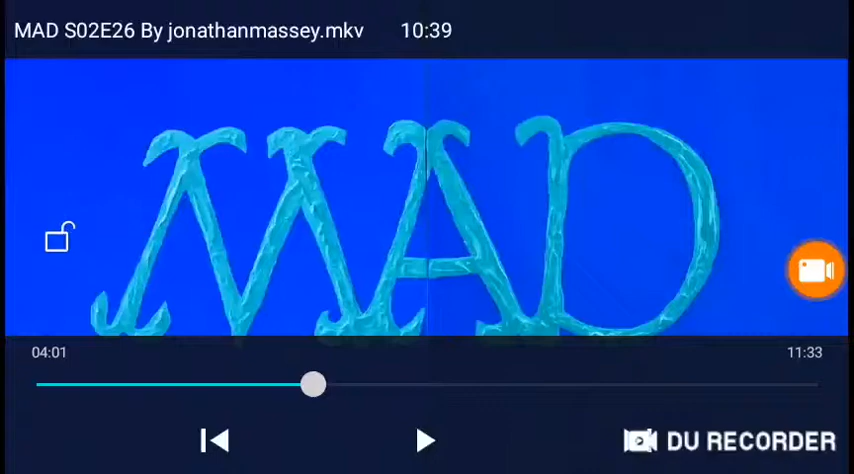 MAD S02E26 By jonathanmassey.mkv 10:39
MAD
04:01 11:33
DU RECORDER